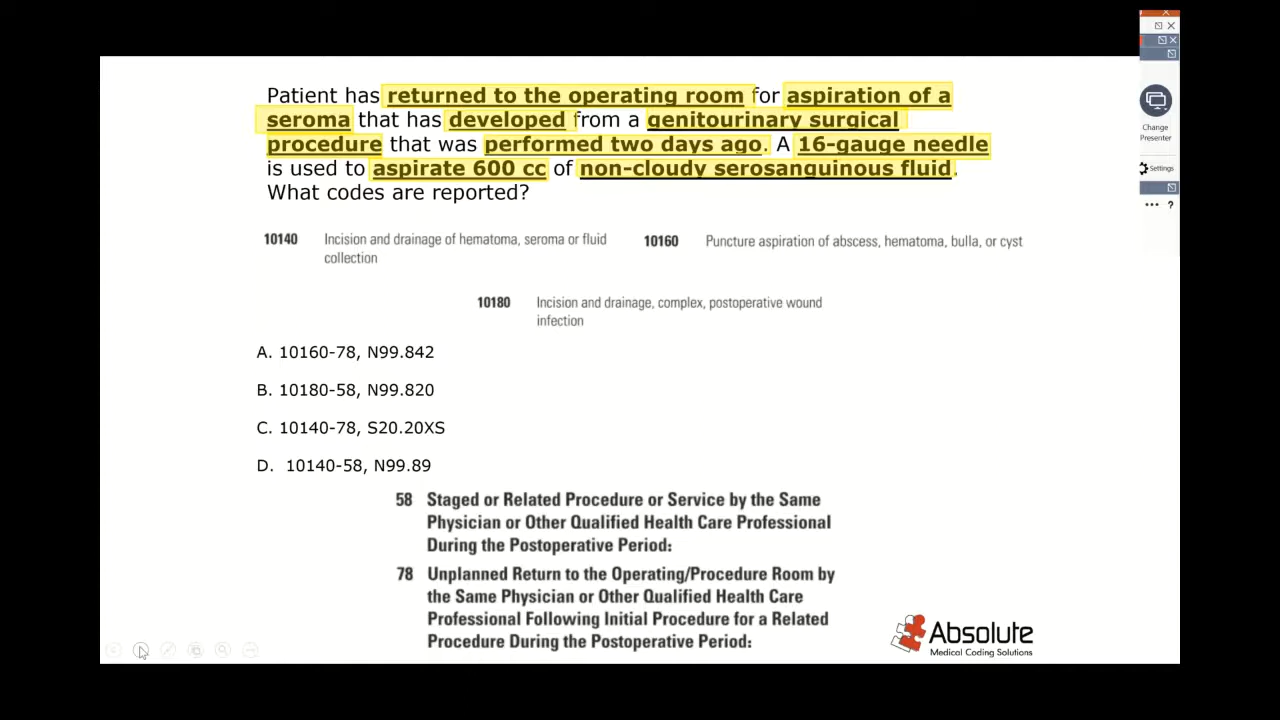 Patient has returned to the operating room for aspiration of a
seroma that has developed from a genitourinary surgical
procedure that was performed two days ago. A 16-gauge needle
is used to aspirate 600 cc of non-cloudy serosanguinous fluid.
What codes are reported?
10140 Incision and drainage of hematoma, seroma or fluid
collection
10160 Puncture aspiration of abscess, hematoma, bulla, or cyst
10180 Incision and drainage, complex, postoperative wound
infection
A. 10160-78, N99.842
B. 10180-58, N99.820
C. 10140-78, S20.20XS
D. 10140-58, N99.89
58 Staged or Related Procedure or Service by the Same
Physician or Other Qualified Health Care Professional
During the Postoperative Period:
78 Unplanned Return to the Operating/Procedure Room by
the Same Physician or Other Qualified Health Care
Professional Following Initial Procedure for a Related
Procedure During the Postoperative Period:
Absolute
Medical Coding Solutions
Change
Presenter
Settings
... ?